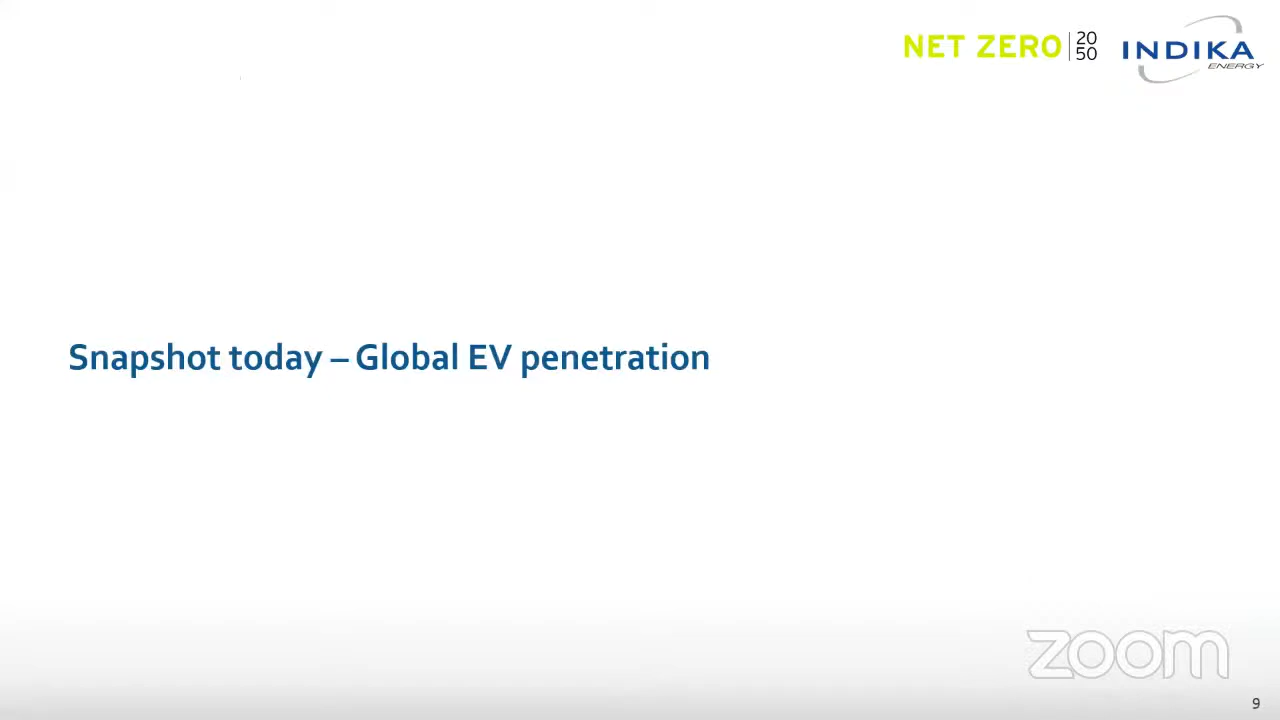 NET ZERO 20 50
INDIKA
ENERGY
Snapshot today – Global EV penetration
zoom
9